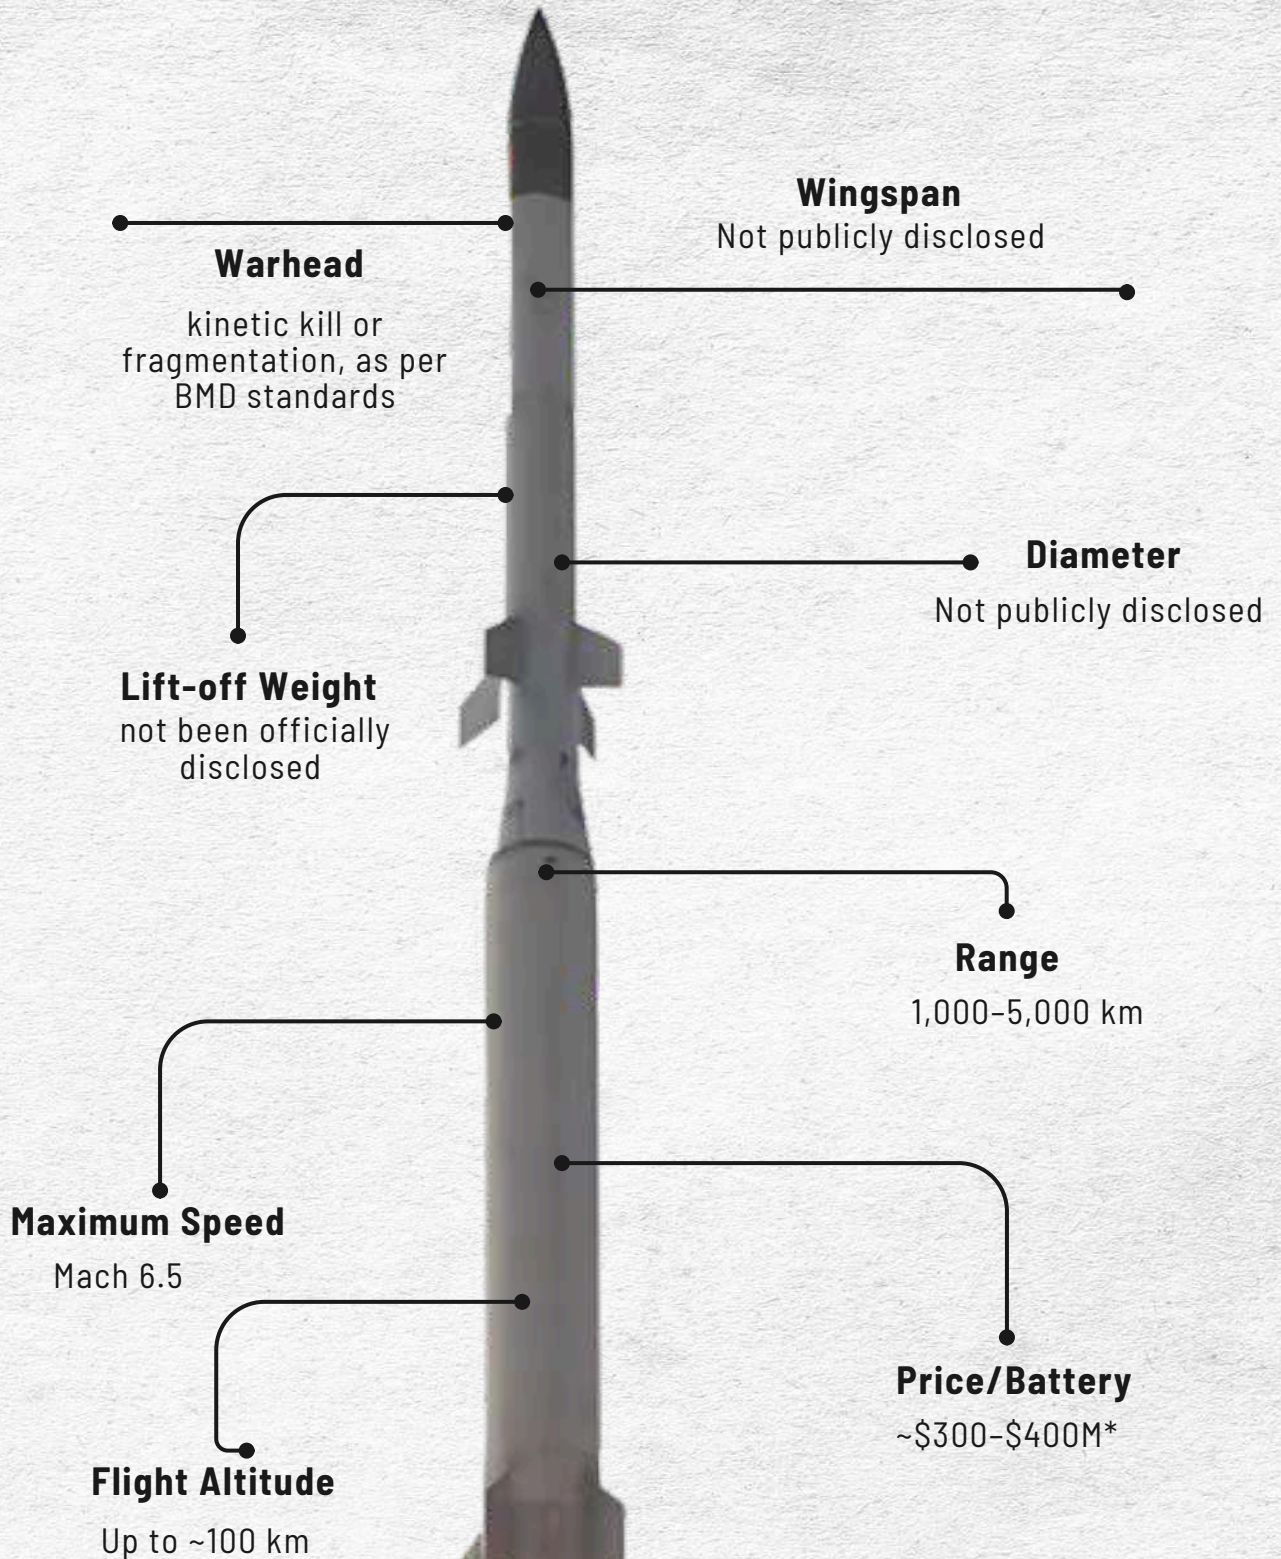 Wingspan
Not publicly disclosed
Warhead
kinetic kill or
fragmentation, as per
BMD standards
Diameter
Not publicly disclosed
Lift-off Weight
not been officially
disclosed
Range
1,000–5,000 km
Maximum Speed
Mach 6.5
Price/Battery
~$300–$400M*
Flight Altitude
Up to ~100 km